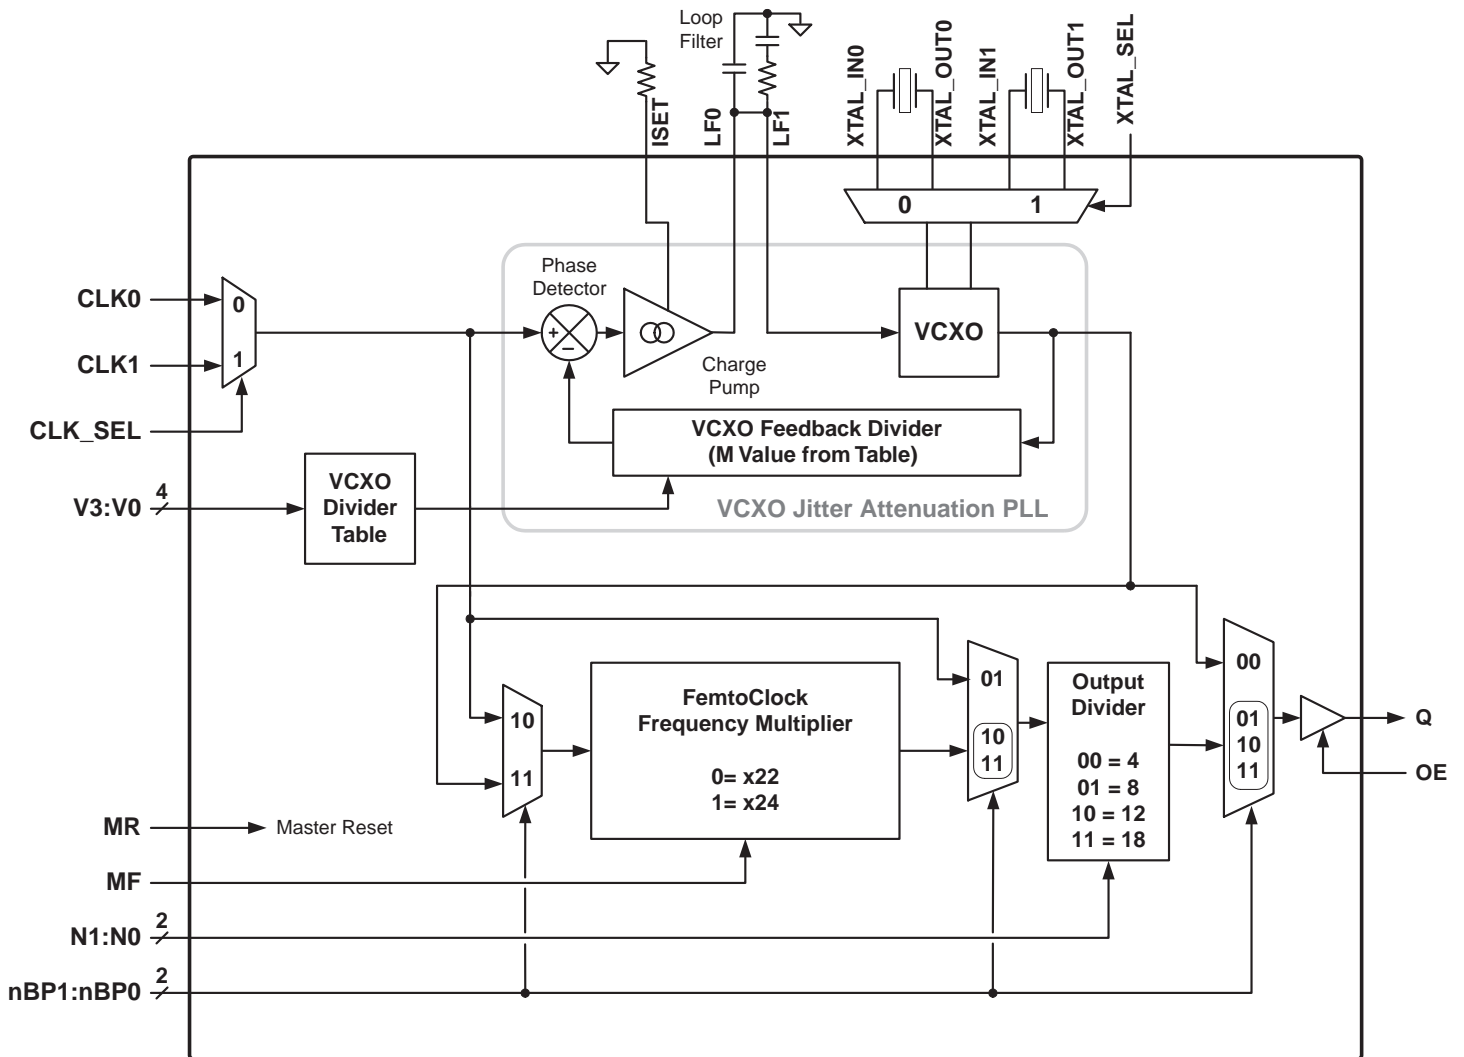 Loop
Filter
ISET
LF0
LF1
XTAL_IN0
XTAL_OUT0
XTAL_IN1
XTAL_OUT1
XTAL_SEL
0
1
CLK0
CLK1
CLK_SEL
0
1
Phase
Detector
+
–
Charge
Pump
VCXO
VCXO Feedback Divider
(M Value from Table)
VCXO Jitter Attenuation PLL
V3:V0
4
VCXO
Divider
Table
10
11
FemtoClock
Frequency Multiplier
0= x22
1= x24
01
10
11
Output
Divider
00 = 4
01 = 8
10 = 12
11 = 18
00
01
10
11
Q
OE
MR
Master Reset
MF
N1:N0
2
nBP1:nBP0
2